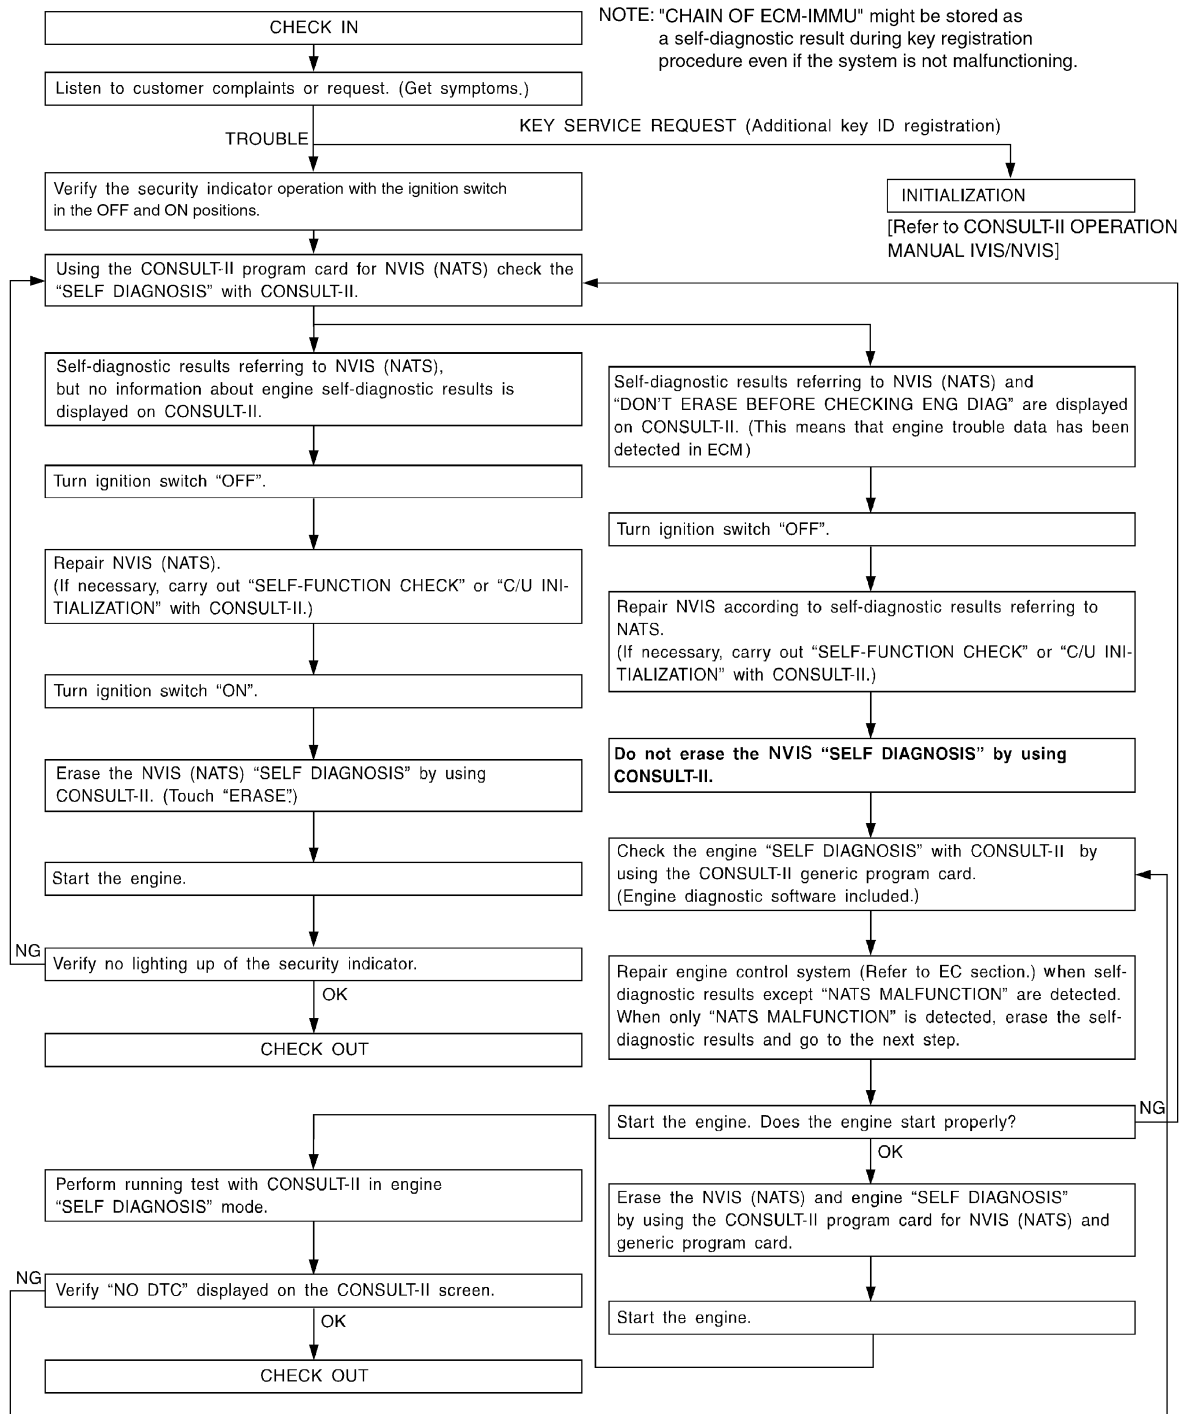 CHECK IN
NOTE: "CHAIN OF ECM-IMMU" might be stored as
a self-diagnostic result during key registration
procedure even if the system is not malfunctioning.
Listen to customer complaints or request. (Get symptoms.)
TROUBLE
KEY SERVICE REQUEST (Additional key ID registration)
Verify the security indicator operation with the ignition switch
in the OFF and ON positions.
INITIALIZATION
[Refer to CONSULT-II OPERATION
MANUAL IVIS/NVIS]
Using the CONSULT-II program card for NVIS (NATS) check the
“SELF DIAGNOSIS” with CONSULT-II.
Self-diagnostic results referring to NVIS (NATS),
but no information about engine self-diagnostic results is
displayed on CONSULT-II.
Turn ignition switch “OFF”.
Repair NVIS (NATS).
(If necessary, carry out “SELF-FUNCTION CHECK” or “C/U INI-
TIALIZATION” with CONSULT-II.)
Turn ignition switch “ON”.
Erase the NVIS (NATS) “SELF DIAGNOSIS” by using
CONSULT-II. (Touch “ERASE”.)
Start the engine.
NG
Verify no lighting up of the security indicator.
OK
CHECK OUT
Self-diagnostic results referring to NVIS (NATS) and
“DON’T ERASE BEFORE CHECKING ENG DIAG” are displayed
on CONSULT-II. (This means that engine trouble data has been
detected in ECM)
Turn ignition switch “OFF”.
Repair NVIS according to self-diagnostic results referring to
NATS.
(If necessary, carry out “SELF-FUNCTION CHECK” or “C/U INI-
TIALIZATION” with CONSULT-II.)
Do not erase the NVIS “SELF DIAGNOSIS” by using
CONSULT-II.
Check the engine “SELF DIAGNOSIS” with CONSULT-II by
using the CONSULT-II generic program card.
(Engine diagnostic software included.)
Repair engine control system (Refer to EC section.) when self-
diagnostic results except “NATS MALFUNCTION” are detected.
When only “NATS MALFUNCTION” is detected, erase the self-
diagnostic results and go to the next step.
Start the engine. Does the engine start properly?
NG
OK
Erase the NVIS (NATS) and engine “SELF DIAGNOSIS”
by using the CONSULT-II program card for NVIS (NATS) and
generic program card.
Start the engine.
Perform running test with CONSULT-II in engine
“SELF DIAGNOSIS” mode.
NG
Verify “NO DTC” displayed on the CONSULT-II screen.
OK
CHECK OUT